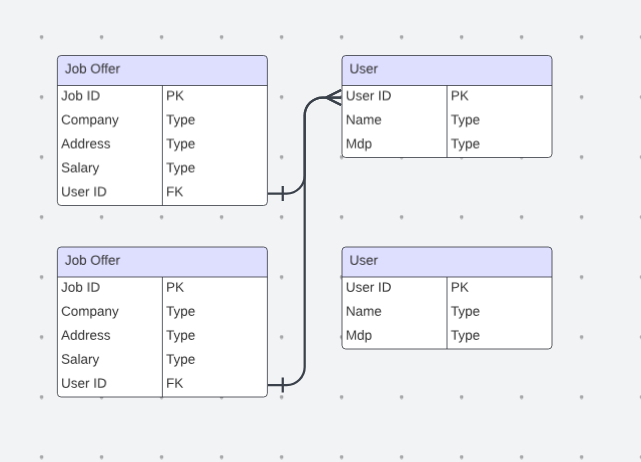 Job Offer
Job ID PK
Company Type
Address Type
Salary Type
User ID FK
User
User ID PK
Name Type
Mdp Type
Job Offer
Job ID PK
Company Type
Address Type
Salary Type
User ID FK
User
User ID PK
Name Type
Mdp Type